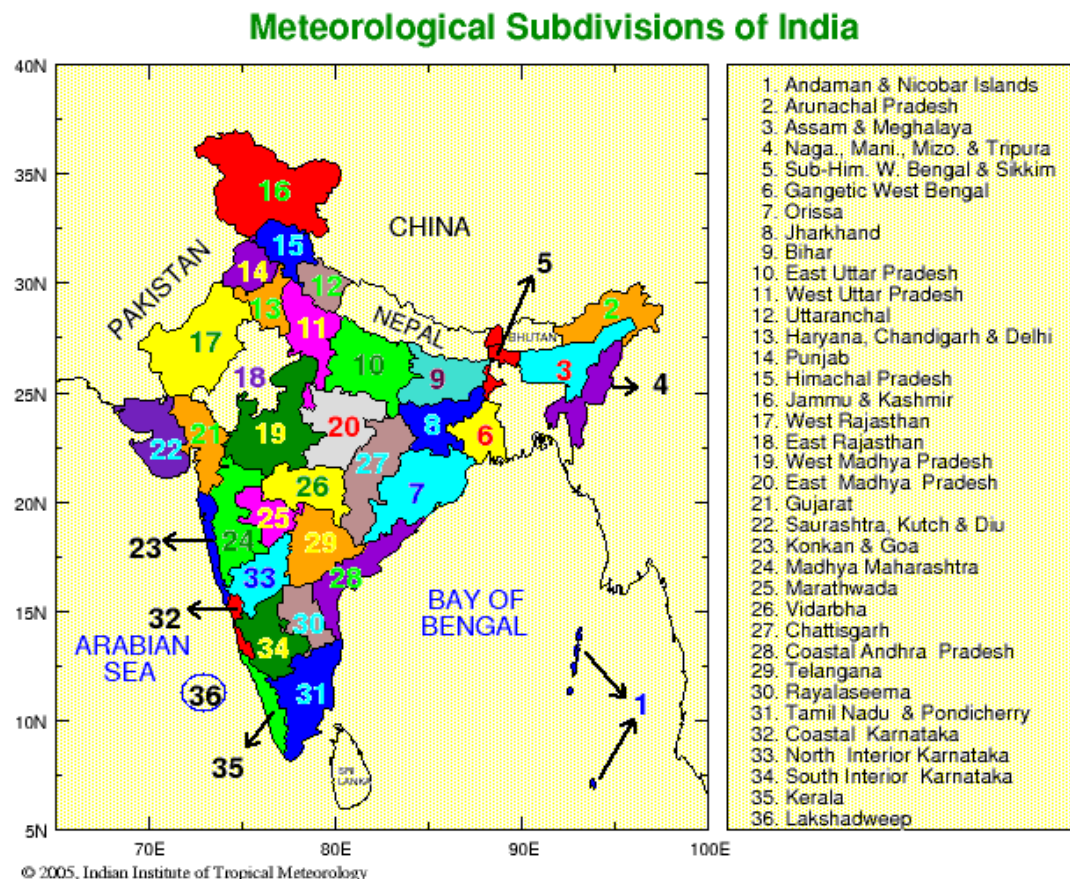 Meteorological Subdivisions of India
40N
35N
30N
25N
20N
15N
10N
5N
70E
80E
90E
100E
PAKISTAN
CHINA
NEPAL
BHUTAN
ARABIAN
SEA
BAY OF
BENGAL
SRI
LANKA
16
15
14
13
12
11
17
18
10
9
5
2
3
4
22
21
19
20
8
6
27
7
26
25
24
23
29
28
33
32
30
34
31
36
35
1
1. Andaman & Nicobar Islands
2. Arunachal Pradesh
3. Assam & Meghalaya
4. Naga., Mani., Mizo. & Tripura
5. Sub-Him. W. Bengal & Sikkim
6. Gangetic West Bengal
7. Orissa
8. Jharkhand
9. Bihar
10. East Uttar Pradesh
11. West Uttar Pradesh
12. Uttaranchal
13. Haryana, Chandigarh & Delhi
14. Punjab
15. Himachal Pradesh
16. Jammu & Kashmir
17. West Rajasthan
18. East Rajasthan
19. West Madhya Pradesh
20. East Madhya Pradesh
21. Gujarat
22. Saurashtra, Kutch & Diu
23. Konkan & Goa
24. Madhya Maharashtra
25. Marathwada
26. Vidarbha
27. Chattisgarh
28. Coastal Andhra Pradesh
29. Telangana
30. Rayalaseema
31. Tamil Nadu & Pondicherry
32. Coastal Karnataka
33. North Interior Karnataka
34. South Interior Karnataka
35. Kerala
36. Lakshadweep
© 2005, Indian Institute of Tropical Meteorology